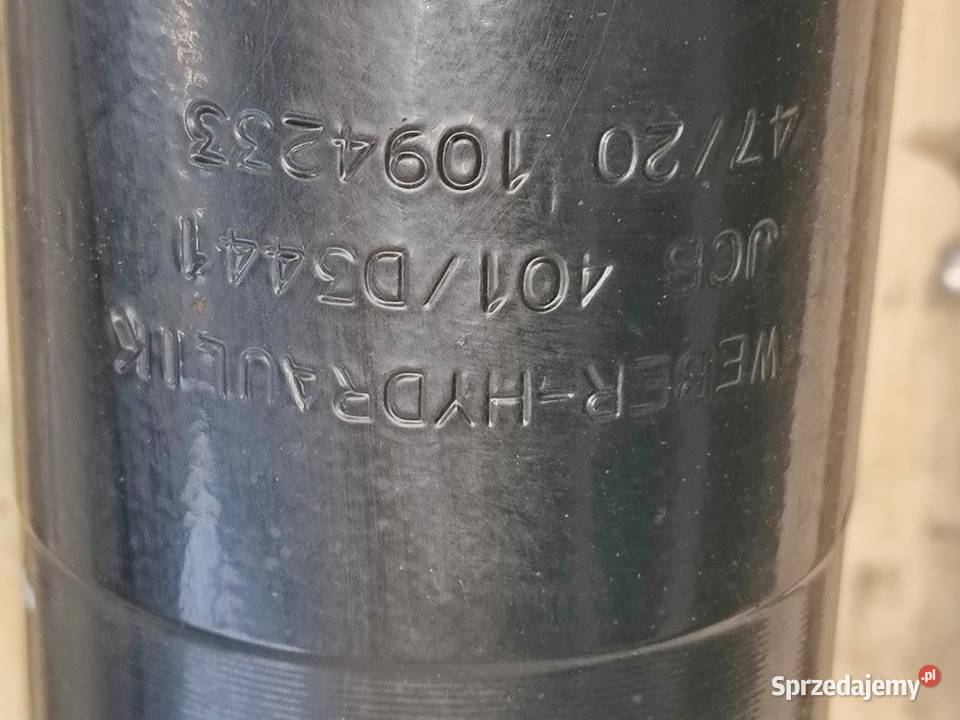 WEBER-HYDRAULIK
JCB 401/D3441
47/20 1094233
Sprzedajemy.pl